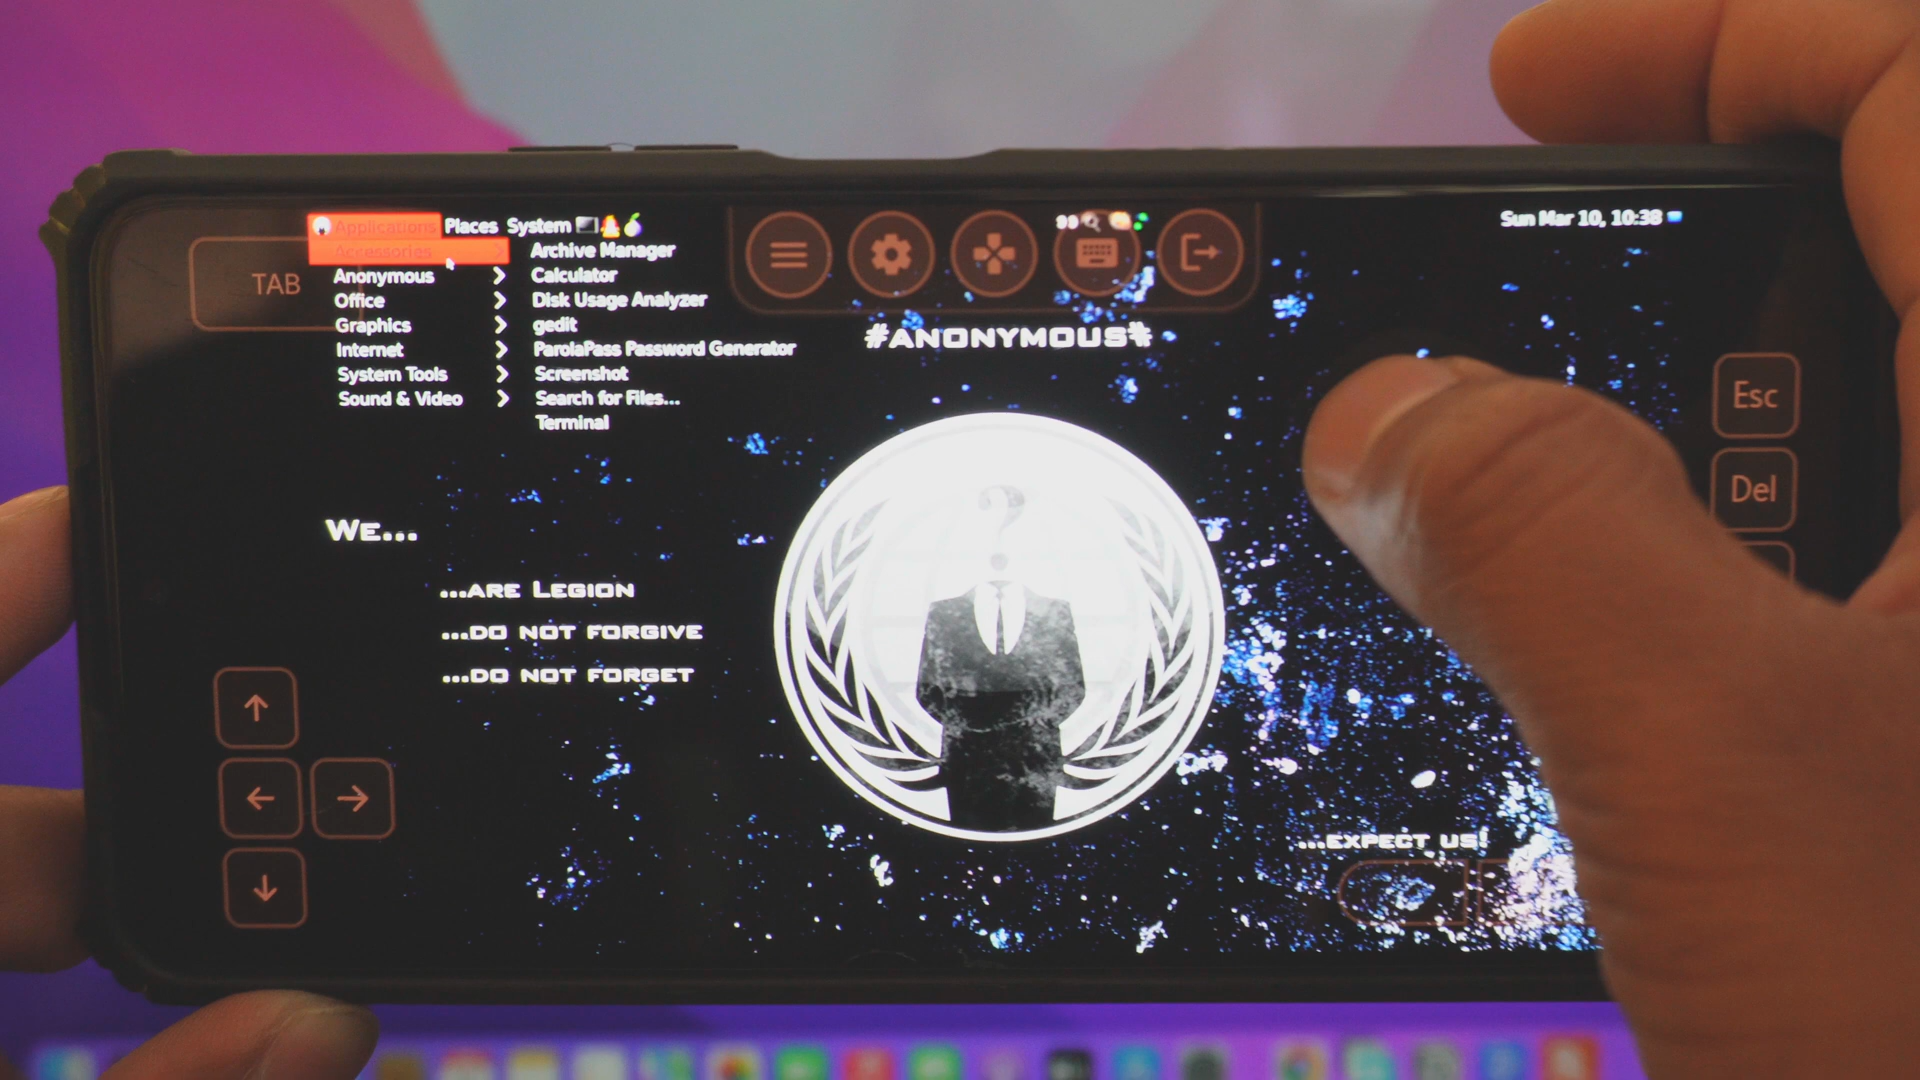 Applications Places System
99
Sun Mar 10, 10:38
Accessories
Archive Manager
Anonymous
Calculator
Office
Disk Usage Analyzer
Graphics
gedit
Internet
ParolaPass Password Generator
System Tools
Screenshot
Sound & Video
Search for Files...
Terminal
TAB
#ANONYMOUS#
Esc
Del
WE...
...ARE LEGION
...DO NOT FORGIVE
...DO NOT FORGET
?
...EXPECT US!